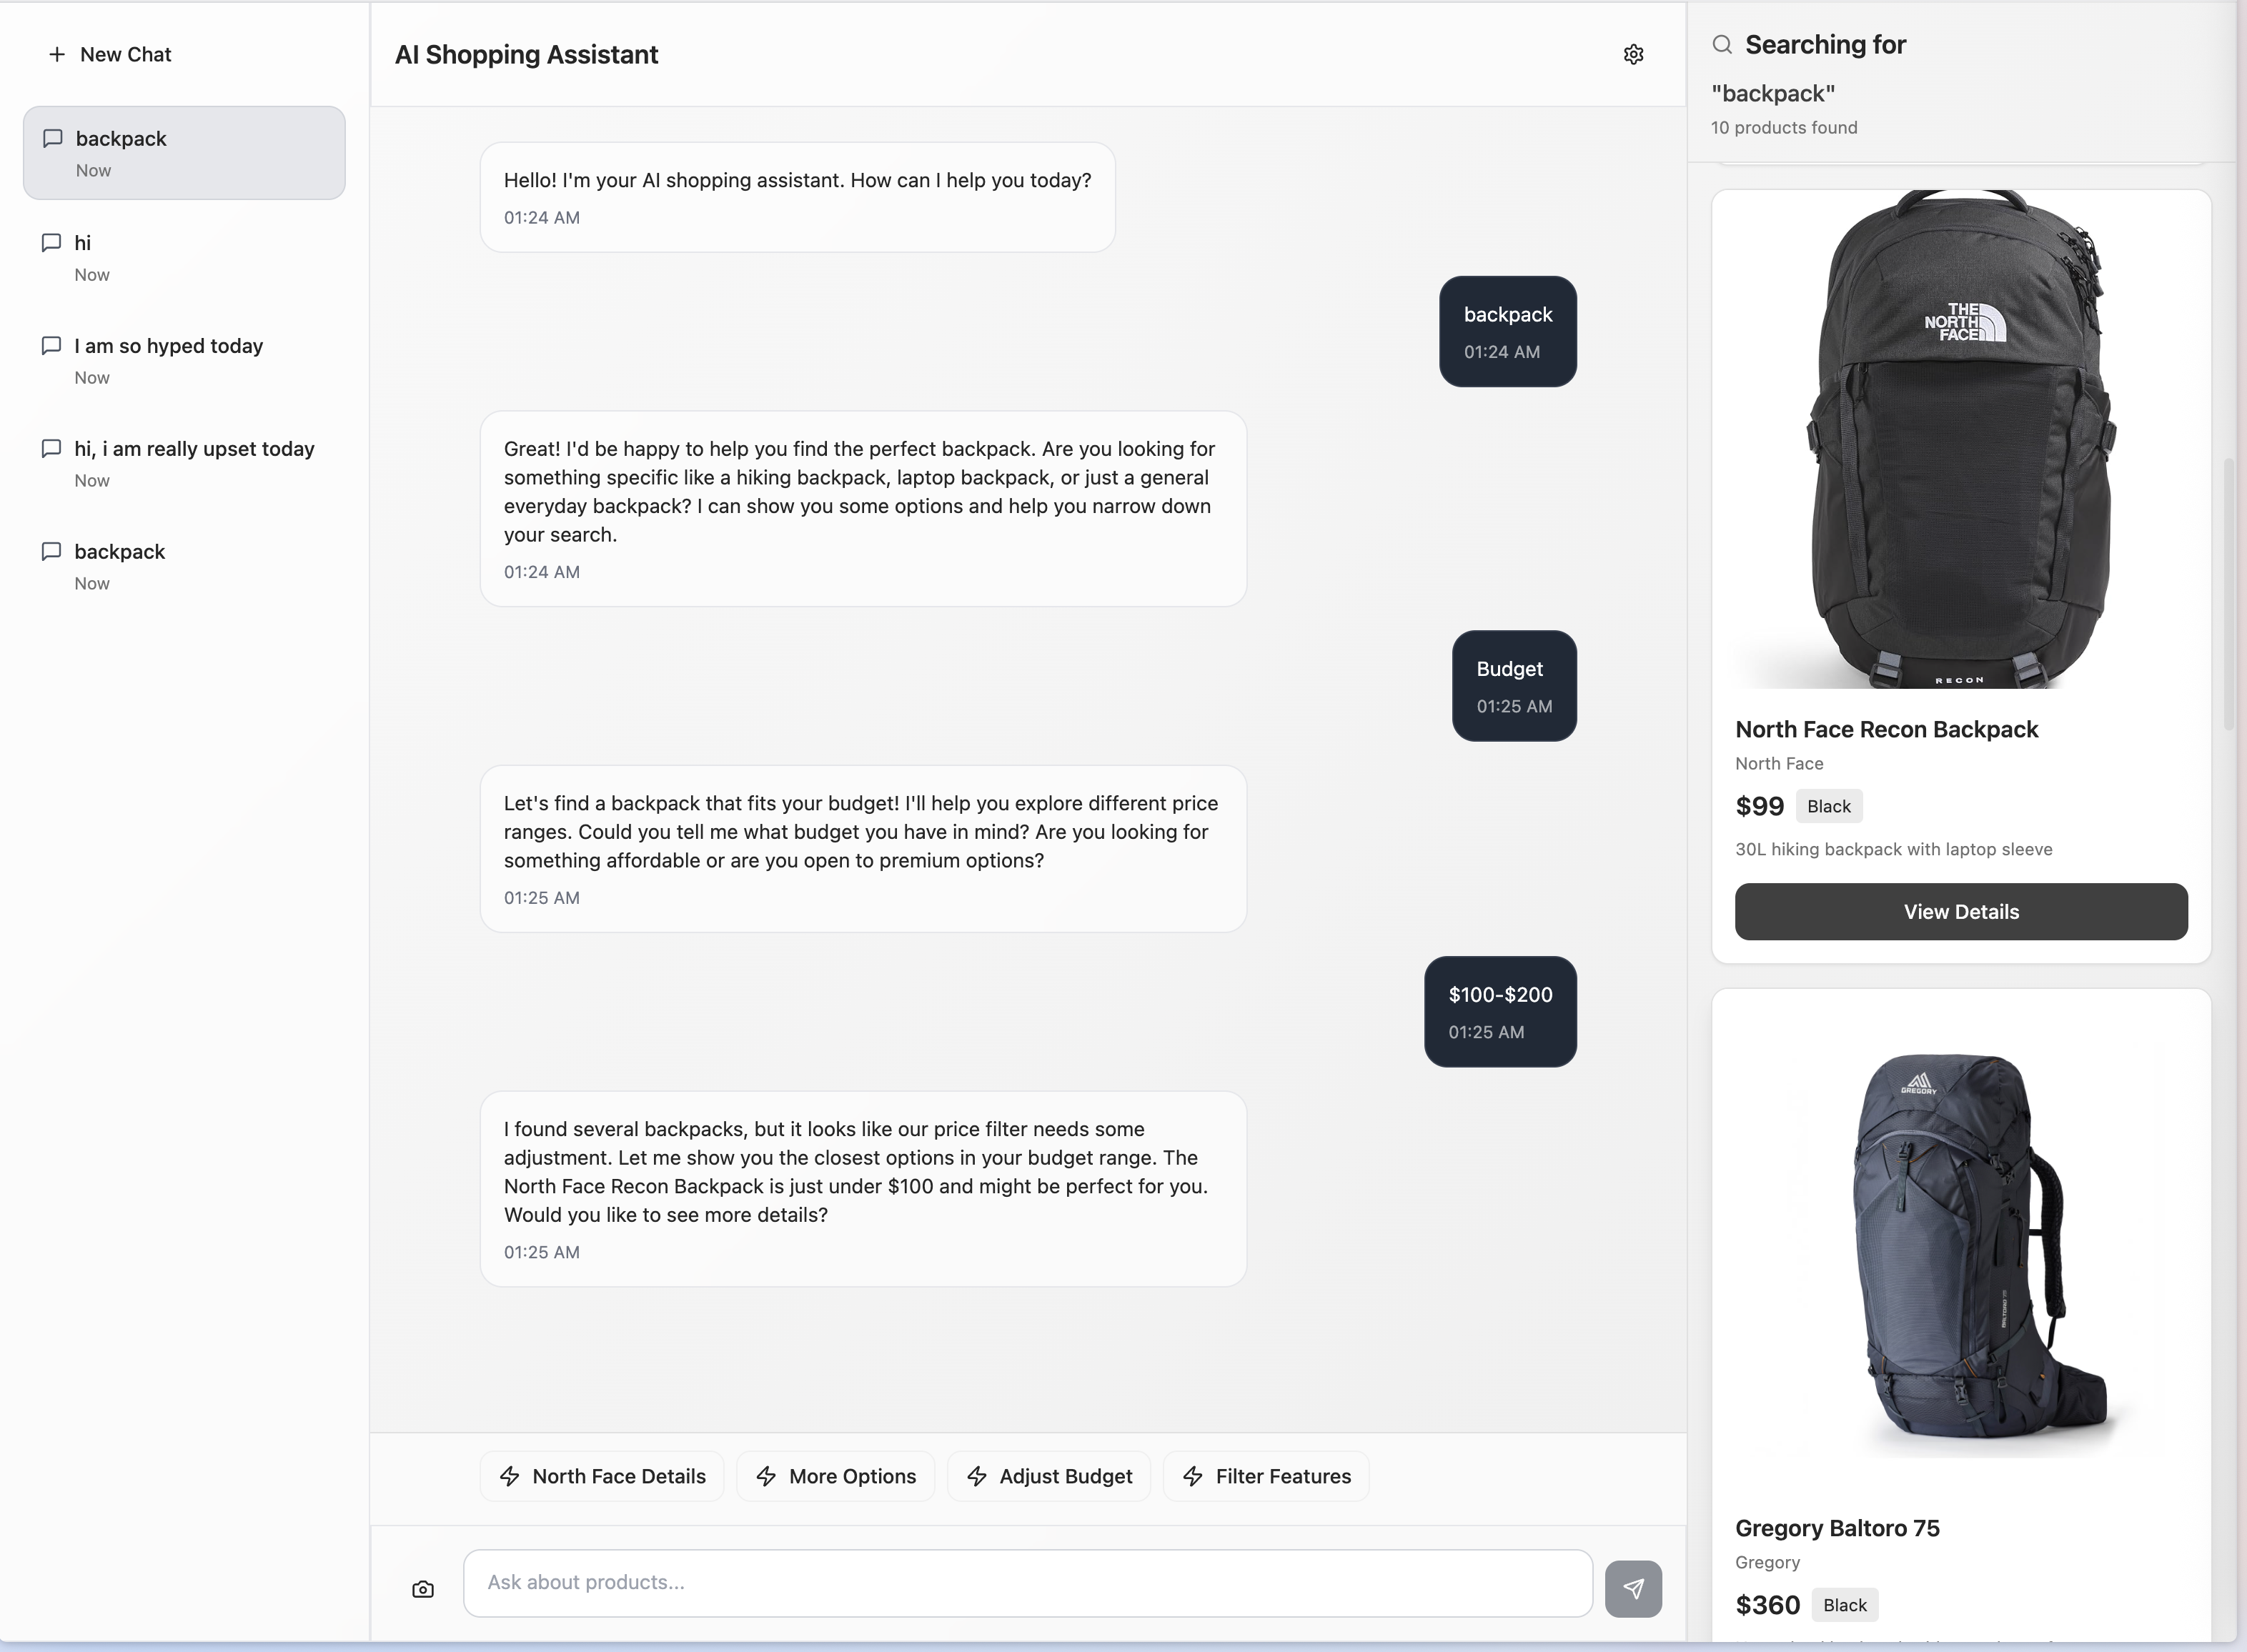 New Chat
backpack
Now
hi
Now
I am so hyped today
Now
hi, i am really upset today
Now
backpack
Now
AI Shopping Assistant
Hello! I'm your AI shopping assistant. How can I help you today?
01:24 AM
backpack
01:24 AM
Great! I'd be happy to help you find the perfect backpack. Are you looking for
something specific like a hiking backpack, laptop backpack, or just a general
everyday backpack? I can show you some options and help you narrow down
your search.
01:24 AM
Budget
01:25 AM
Let's find a backpack that fits your budget! I'll help you explore different price
ranges. Could you tell me what budget you have in mind? Are you looking for
something affordable or are you open to premium options?
01:25 AM
$100-$200
01:25 AM
I found several backpacks, but it looks like our price filter needs some
adjustment. Let me show you the closest options in your budget range. The
North Face Recon Backpack is just under $100 and might be perfect for you.
Would you like to see more details?
01:25 AM
North Face Details
More Options
Adjust Budget
Filter Features
Ask about products...
Searching for
"backpack"
10 products found
THE
NORTH
FACE
RECON
North Face Recon Backpack
North Face
$99 Black
30L hiking backpack with laptop sleeve
View Details
GREGORY
Gregory Baltoro 75
Gregory
$360 Black